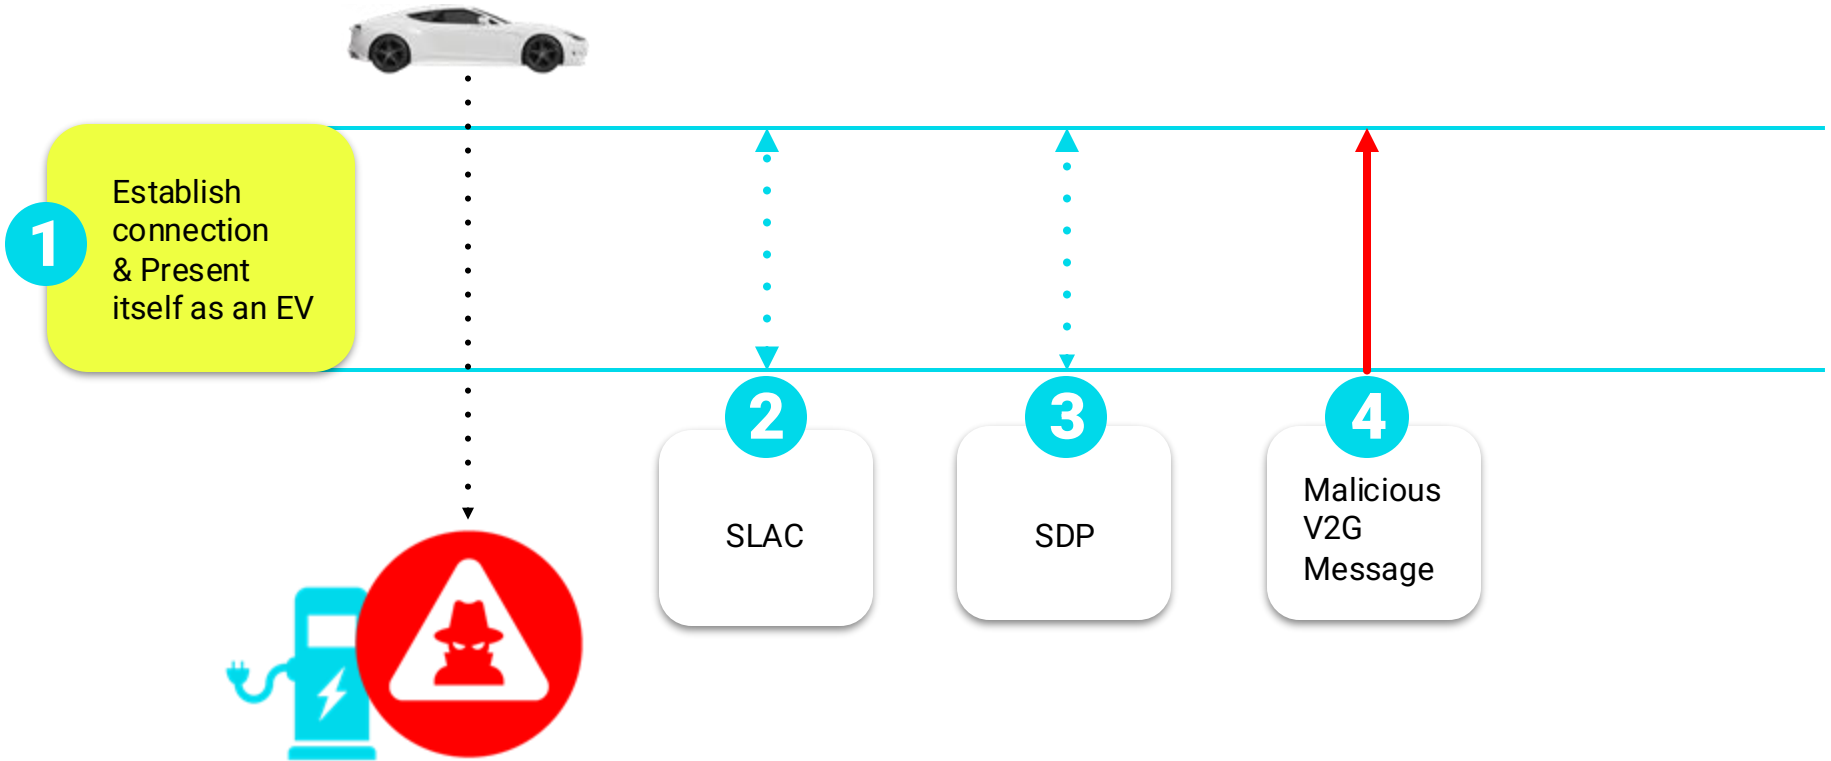 1
Establish
connection
& Present
itself as an EV
2
SLAC
3
SDP
4
Malicious
V2G
Message